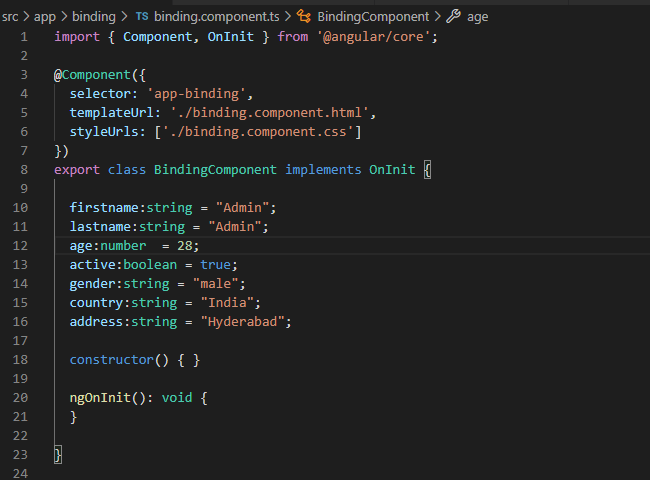 src > app > binding > TS binding.component.ts > BindingComponent > age
1 import { Component, OnInit } from '@angular/core';
2
3 @Component({
4   selector: 'app-binding',
5   templateUrl: './binding.component.html',
6   styleUrls: ['./binding.component.css']
7 })
8 export class BindingComponent implements OnInit {
9
10   firstname:string = "Admin";
11   lastname:string = "Admin";
12   age:number  = 28;
13   active:boolean = true;
14   gender:string = "male";
15   country:string = "India";
16   address:string = "Hyderabad";
17
18   constructor() { }
19
20   ngOnInit(): void {
21   }
22
23 }
24